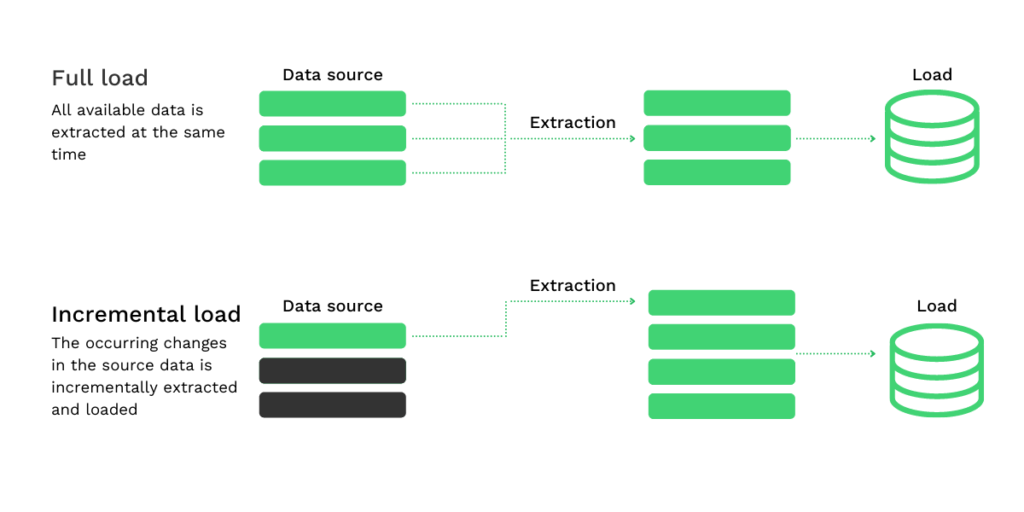 Full load
All available data is
extracted at the same
time
Data source
Extraction
Load
Incremental load
The occurring changes
in the source data is
incrementally extracted
and loaded
Data source
Extraction
Load